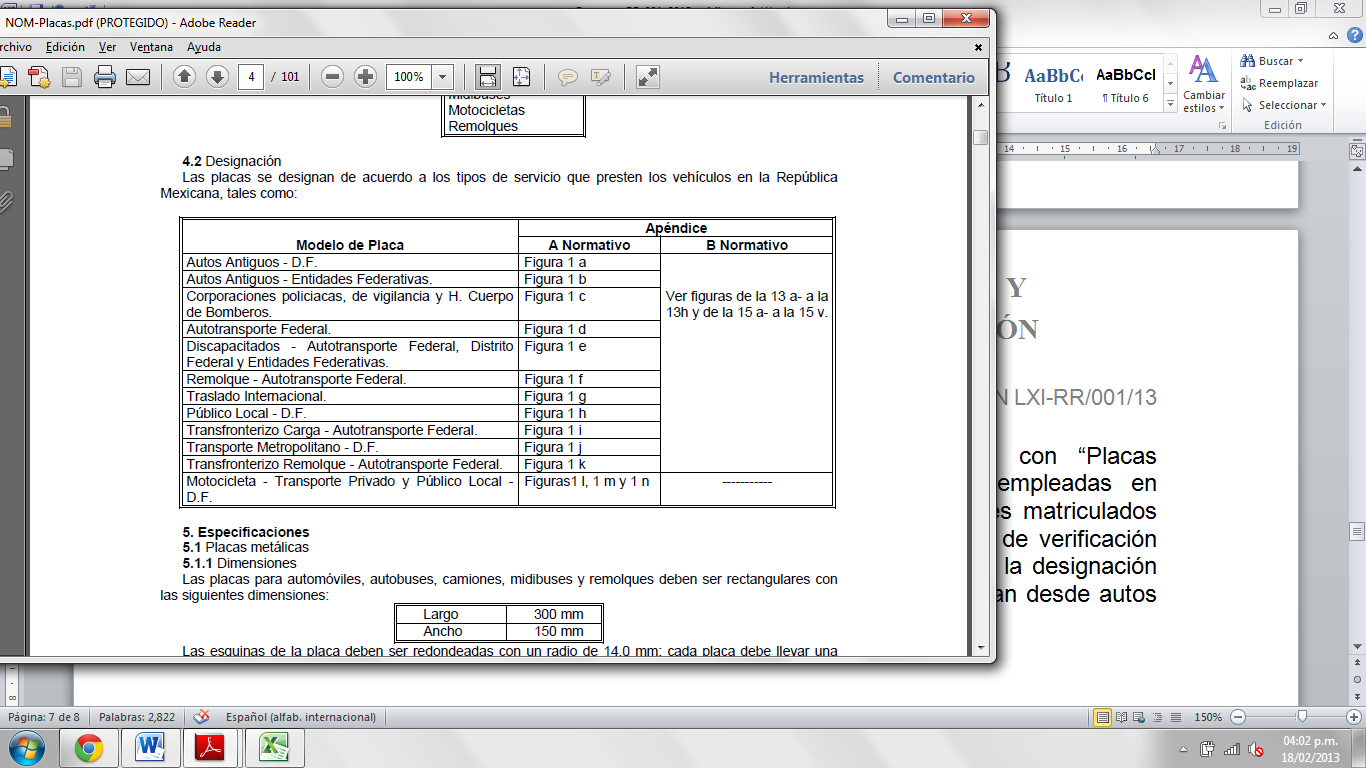 NOM-Placas.pdf (PROTEGIDO) - Adobe Reader
rchivo Edición Ver Ventana Ayuda
4 / 101 100% Herramientas Comentario
Midibuses
Motocicletas
Remolques
4.2 Designación
Las placas se designan de acuerdo a los tipos de servicio que presten los vehículos en la República
Mexicana, tales como:
Apéndice
Modelo de Placa A Normativo B Normativo
Autos Antiguos - D.F. Figura 1 a
Autos Antiguos - Entidades Federativas. Figura 1 b
Corporaciones policiacas, de vigilancia y H. Cuerpo Figura 1 c Ver figuras de la 13 a- a la
de Bomberos. 13h y de la 15 a- a la 15 v.
Autotransporte Federal. Figura 1 d
Discapacitados - Autotransporte Federal, Distrito Figura 1 e
Federal y Entidades Federativas.
Remolque - Autotransporte Federal. Figura 1 f
Traslado Internacional. Figura 1 g
Público Local - D.F. Figura 1 h
Transfronterizo Carga - Autotransporte Federal. Figura 1 i
Transporte Metropolitano - D.F. Figura 1 j
Transfronterizo Remolque - Autotransporte Federal. Figura 1 k
Motocicleta - Transporte Privado y Público Local - Figuras1 l, 1 m y 1 n -----------
D.F.
5. Especificaciones
5.1 Placas metálicas
5.1.1 Dimensiones
Las placas para automóviles, autobuses, camiones, midibuses y remolques deben ser rectangulares con
las siguientes dimensiones:
Largo 300 mm
Ancho 150 mm
Las esquinas de la placa deben ser redondeadas con un radio de 14.0 mm; cada placa debe llevar una
AaBbCc AaBbCcl
Título 1 ¶ Título 6
Cambiar
estilos
Buscar
Reemplazar
Seleccionar
Edición
14 15 16 17 18 19
Y
ÓN
N LXI-RR/001/13
con “Placas
empleadas en
es matriculados
de verificación
la designación
an desde autos
8
Página: 7 de 8 Palabras: 2,822 Español (alfab. internacional) 150%
04:02 p.m.
18/02/2013